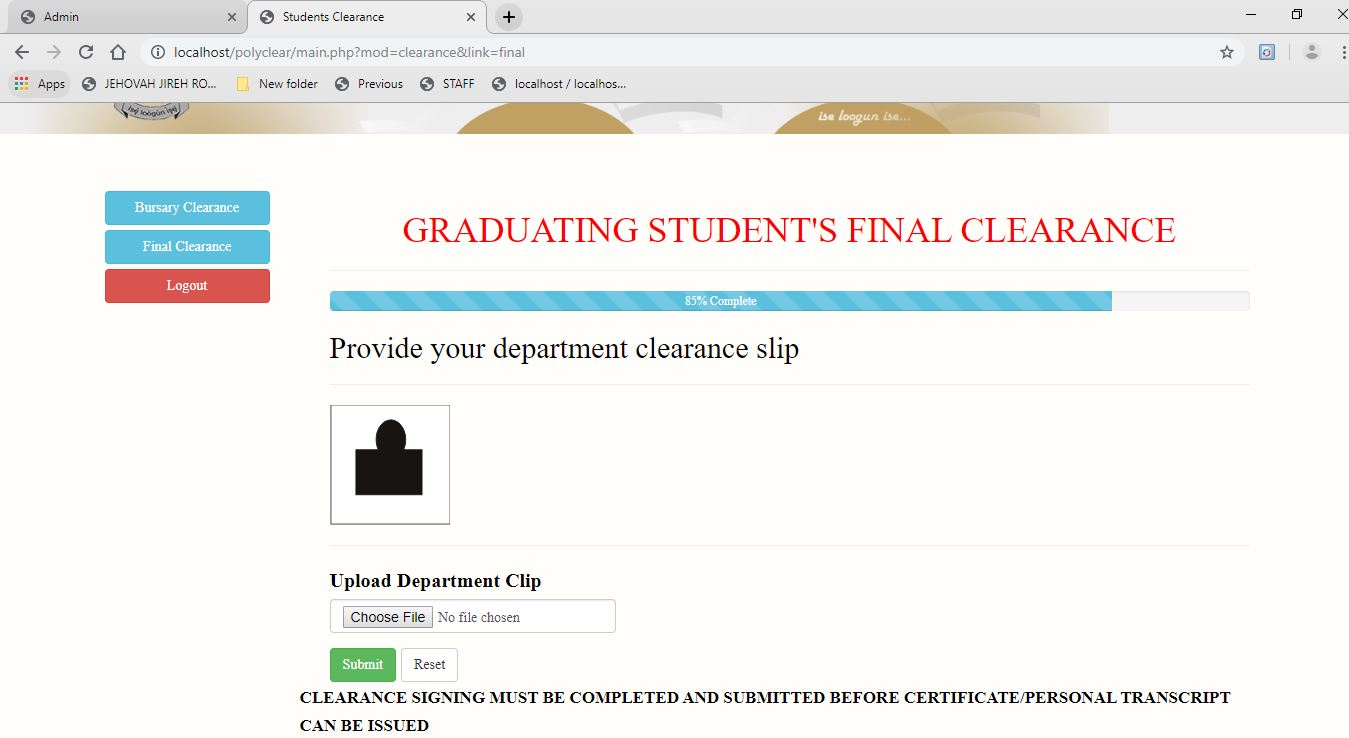 Admin
Students Clearance
localhost/polyclear/main.php?mod=clearance&link=final
Apps
JEHOVAH JIREH RO...
New folder
Previous
STAFF
localhost / localhos...
ise loogun ise...
Bursary Clearance
Final Clearance
Logout
GRADUATING STUDENT'S FINAL CLEARANCE
85% Complete
Provide your department clearance slip
Upload Department Clip
Choose File No file chosen
Submit
Reset
CLEARANCE SIGNING MUST BE COMPLETED AND SUBMITTED BEFORE CERTIFICATE/PERSONAL TRANSCRIPT
CAN BE ISSUED